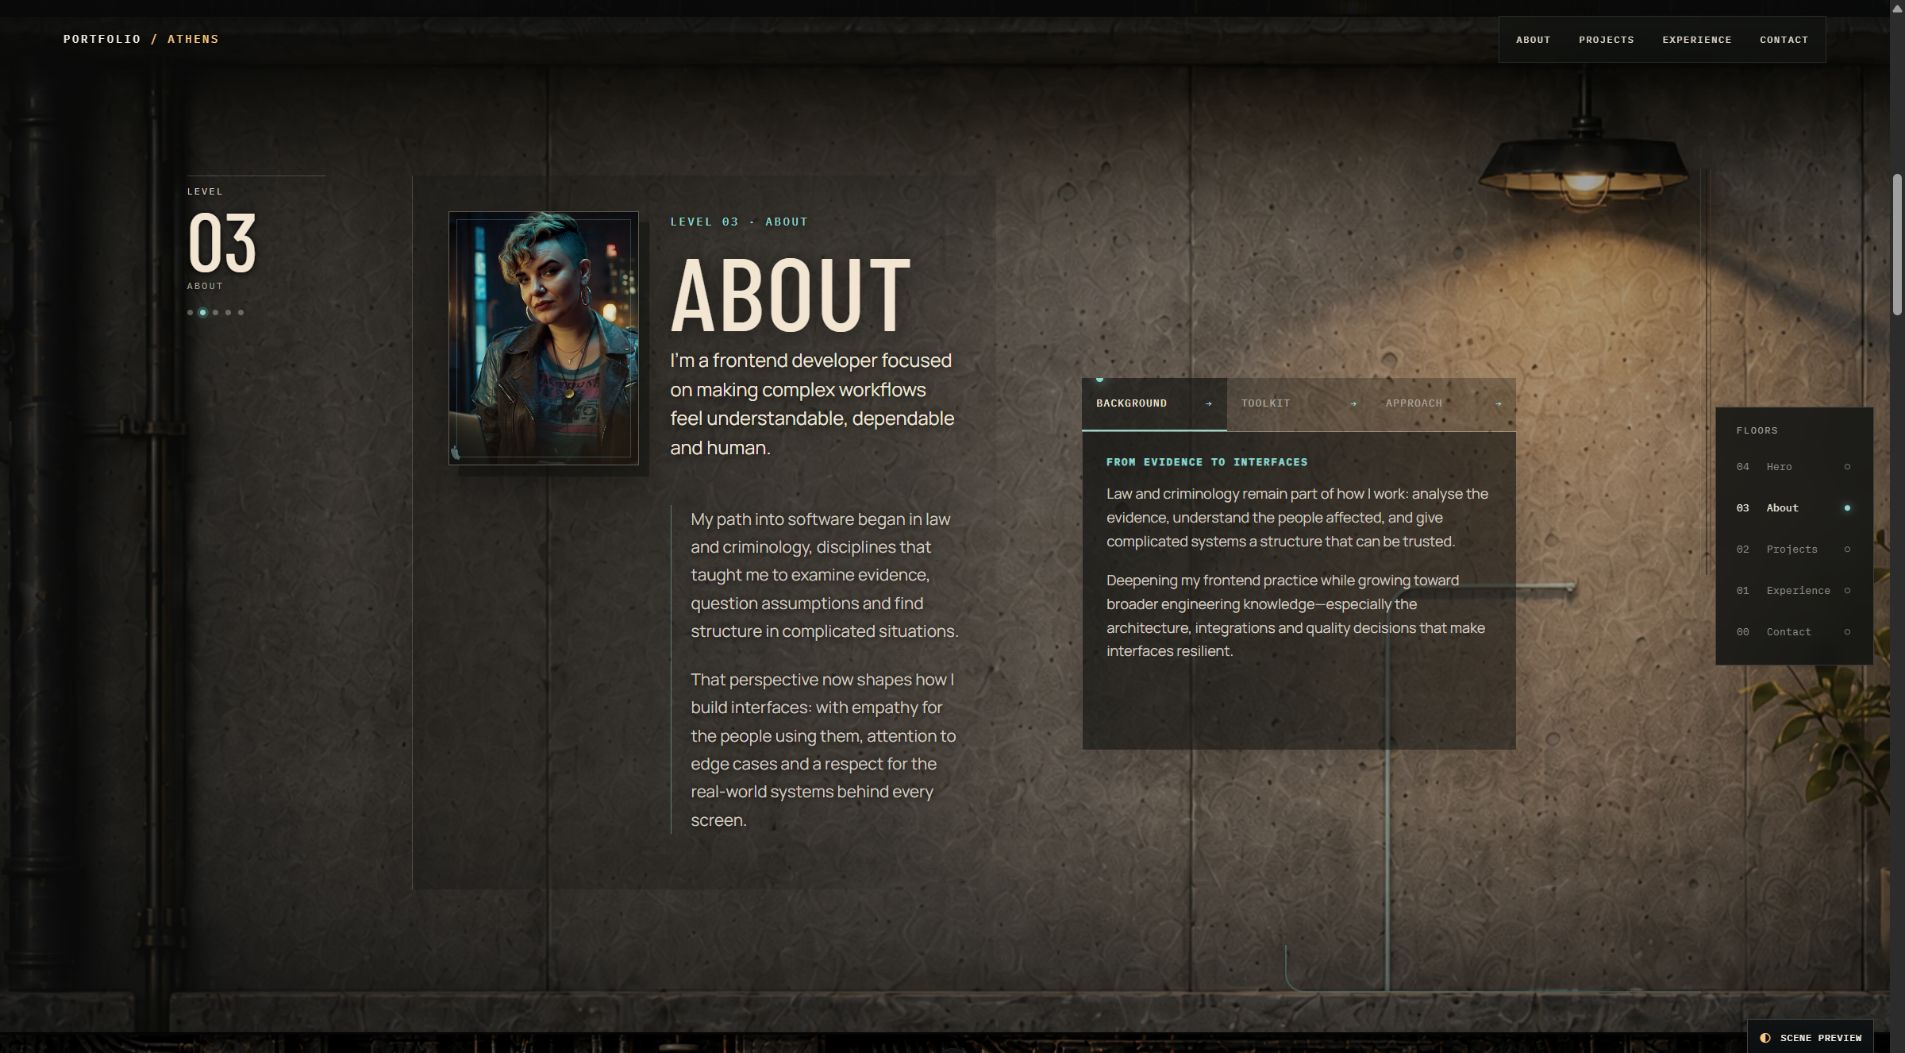 PORTFOLIO / ATHENS
ABOUT
PROJECTS
EXPERIENCE
CONTACT
LEVEL
03
ABOUT
LEVEL 03 · ABOUT
ABOUT
I'm a frontend developer focused
on making complex workflows
feel understandable, dependable
and human.
My path into software began in law
and criminology, disciplines that
taught me to examine evidence,
question assumptions and find
structure in complicated situations.
That perspective now shapes how I
build interfaces: with empathy for
the people using them, attention to
edge cases and a respect for the
real-world systems behind every
screen.
BACKGROUND →
TOOLKIT →
APPROACH →
FROM EVIDENCE TO INTERFACES
Law and criminology remain part of how I work: analyse the
evidence, understand the people affected, and give
complicated systems a structure that can be trusted.
Deepening my frontend practice while growing toward
broader engineering knowledge—especially the
architecture, integrations and quality decisions that make
interfaces resilient.
FLOORS
04 Hero
03 About
02 Projects
01 Experience
00 Contact
SCENE PREVIEW